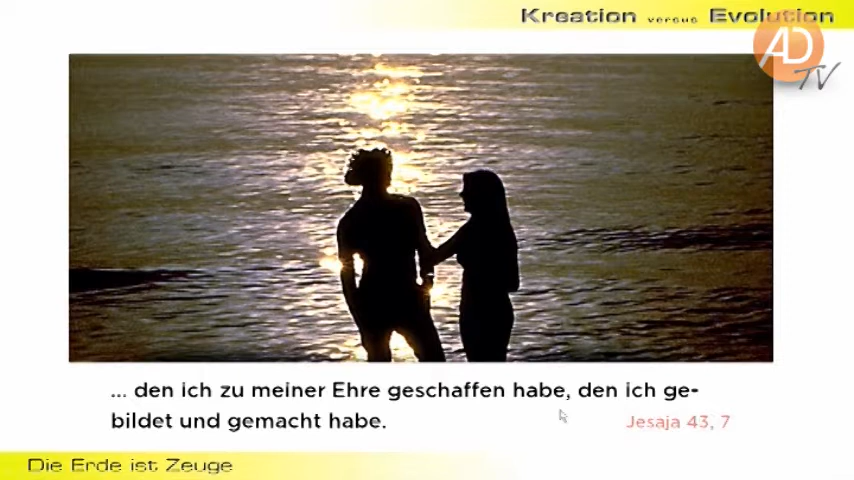 Kreation versus Evolution
AD
TV
... den ich zu meiner Ehre geschaffen habe, den ich ge-
bildet und gemacht habe.
Jesaja 43, 7
Die Erde ist Zeuge